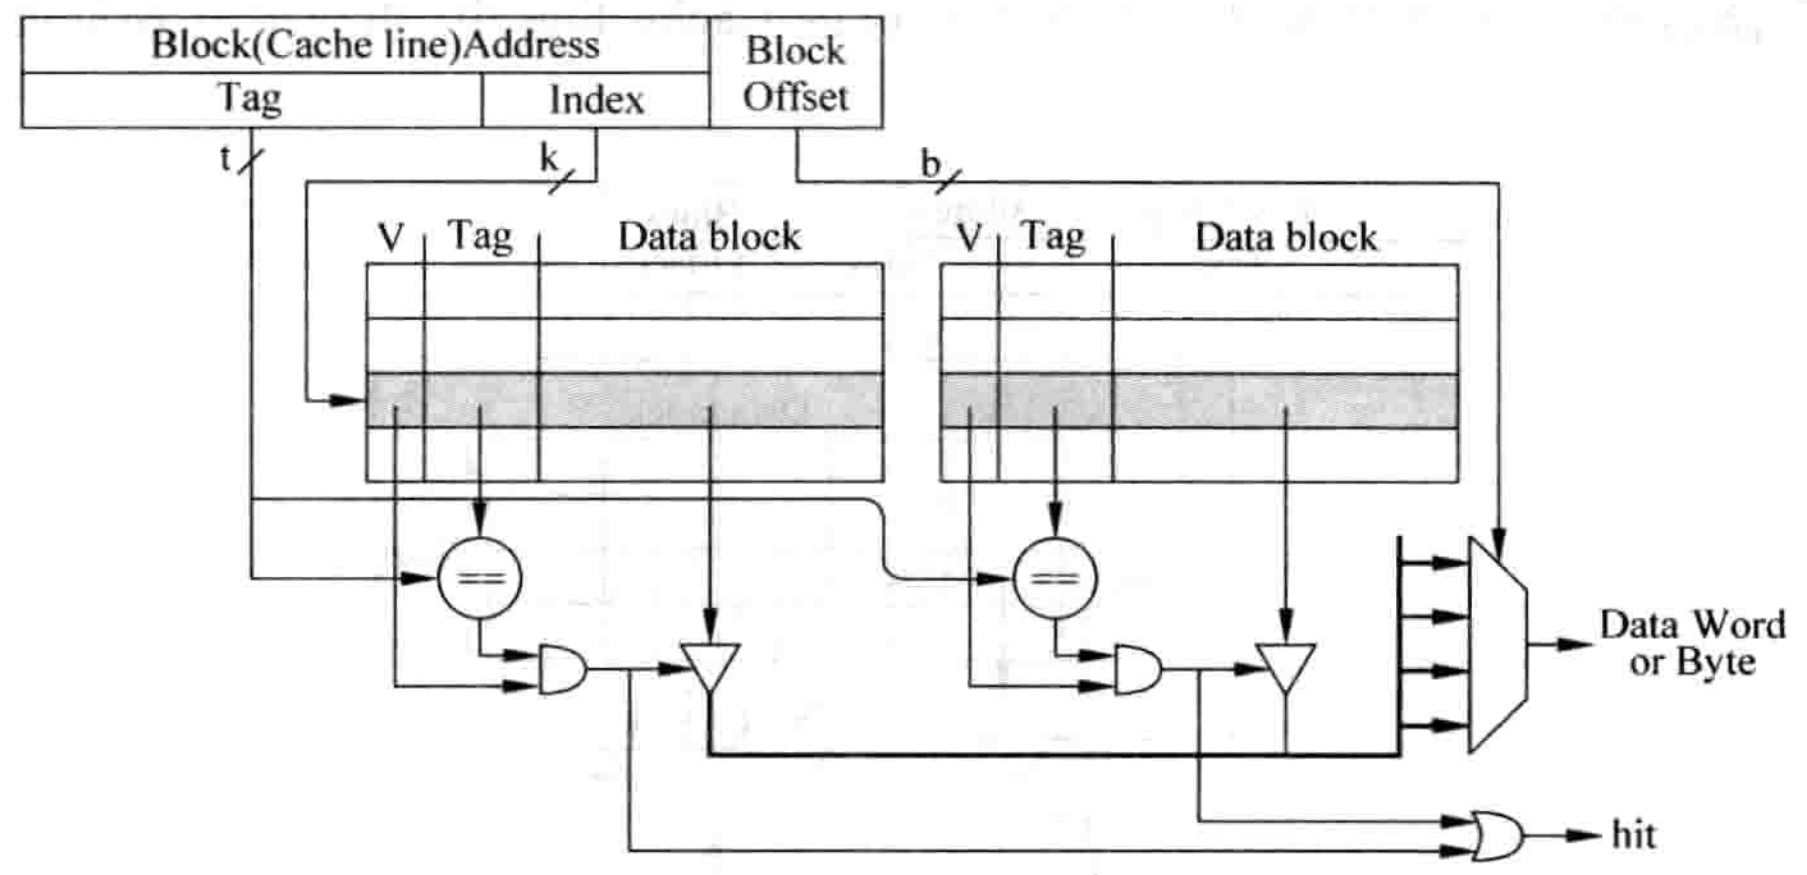 Block(Cache line)Address
Block
Offset
Tag
Index
t
k
b
V
Tag
Data block
V
Tag
Data block
==
==
Data Word
or Byte
hit